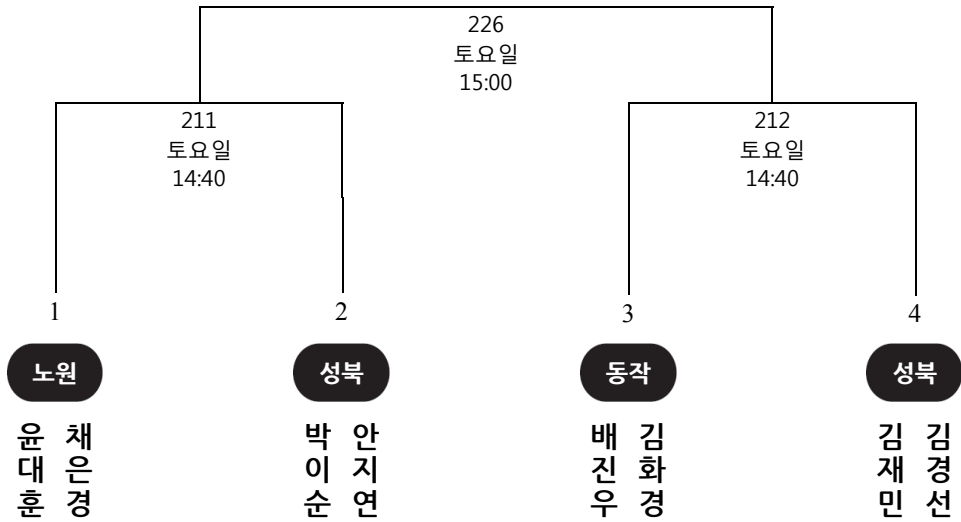 226
토요일
15:00
211
토요일
14:40
212
토요일
14:40
1
2
3
4
노원
성북
동작
성북
윤대훈
채은경
박이순
안지연
배진우
김화경
김재민
김경선